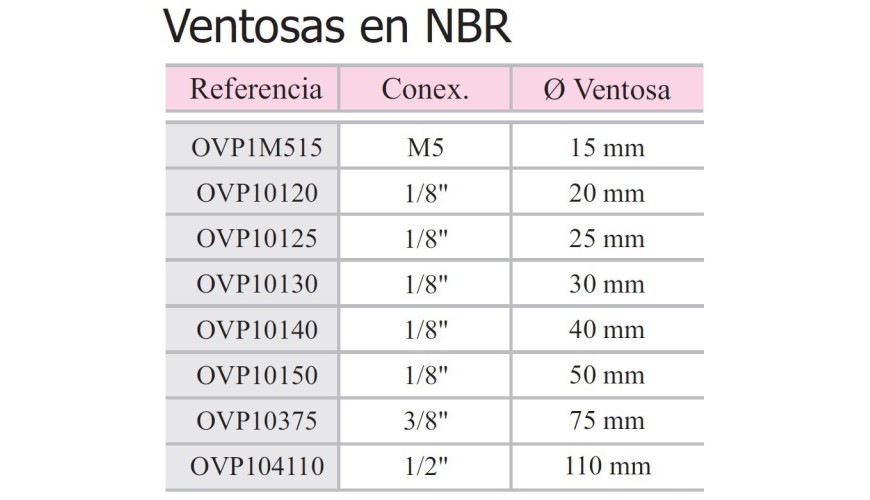 Ventosas en NBR
Referencia Conex. Ø Ventosa
OVP1M515 M5 15 mm
OVP10120 1/8" 20 mm
OVP10125 1/8" 25 mm
OVP10130 1/8" 30 mm
OVP10140 1/8" 40 mm
OVP10150 1/8" 50 mm
OVP10375 3/8" 75 mm
OVP104110 1/2" 110 mm